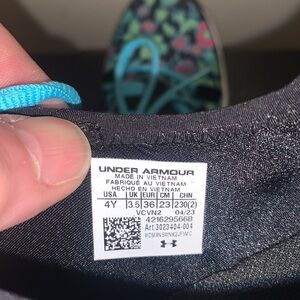 UNDER ARMOUR
MADE IN VIETNAM
FABRIQUÉ AU VIETNAM
HECHO EN VIETNAM
USA UK EUR CM CHN
4Y 3.5 36 23 230(2)
VCVN2 04/23
4216295668
Art.3023404-004